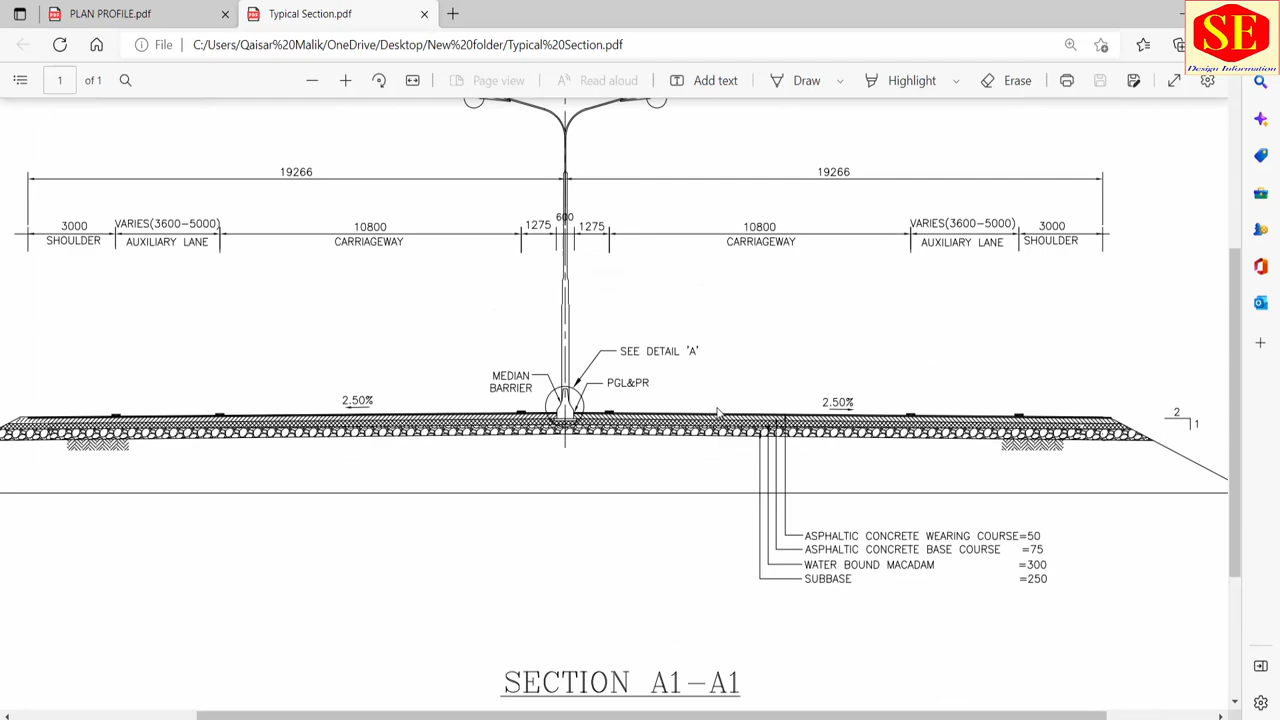 PLAN PROFILE.pdf
Typical Section.pdf
SE
Design Information
File
C:/Users/Qaisar%20Malik/OneDrive/Desktop/New%20folder/Typical%20Section.pdf
1 of 1
Page view
Read aloud
Add text
Draw
Highlight
Erase
19266 19266
3000 VARIES(3600-5000) 10800 1275 600 1275 10800 VARIES(3600-5000) 3000
SHOULDER AUXILIARY LANE CARRIAGEWAY CARRIAGEWAY AUXILIARY LANE SHOULDER
SEE DETAIL 'A'
MEDIAN
BARRIER
PGL&PR
2.50% 2.50%
2
1
ASPHALTIC CONCRETE WEARING COURSE=50
ASPHALTIC CONCRETE BASE COURSE =75
WATER BOUND MACADAM =300
SUBBASE =250
SECTION A1-A1